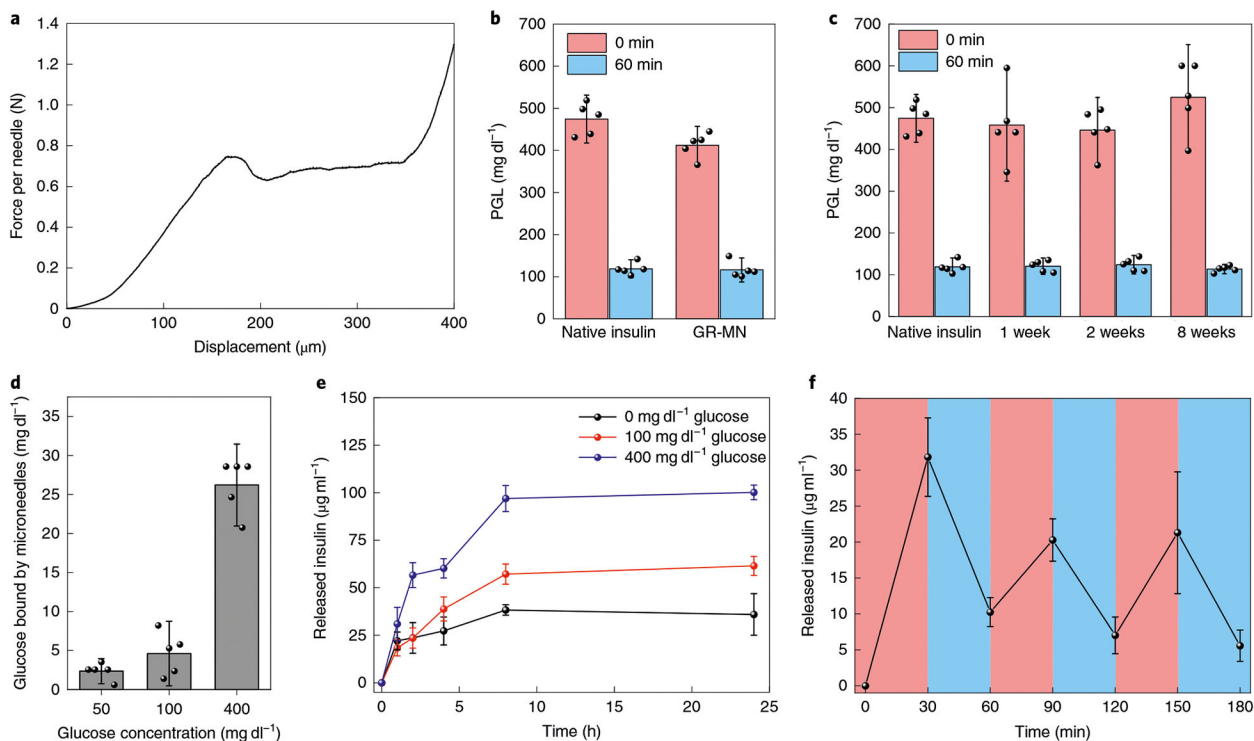 a
Force per needle (N)
1.4
1.2
1.0
0.8
0.6
0.4
0.2
0
0
100
200
300
400
Displacement (μm)
b
PGL (mg dl⁻¹)
700
600
500
400
300
200
100
0
0 min
60 min
Native insulin
GR-MN
c
PGL (mg dl⁻¹)
700
600
500
400
300
200
100
0
0 min
60 min
Native insulin
1 week
2 weeks
8 weeks
d
Glucose bound by microneedles (mg dl⁻¹)
35
30
25
20
15
10
5
0
50
100
400
Glucose concentration (mg dl⁻¹)
e
Released insulin (μg ml⁻¹)
150
125
100
75
50
25
0
0 mg dl⁻¹ glucose
100 mg dl⁻¹ glucose
400 mg dl⁻¹ glucose
0
5
10
15
20
25
Time (h)
f
Released insulin (μg ml⁻¹)
40
35
30
25
20
15
10
5
0
0
30
60
90
120
150
180
Time (min)